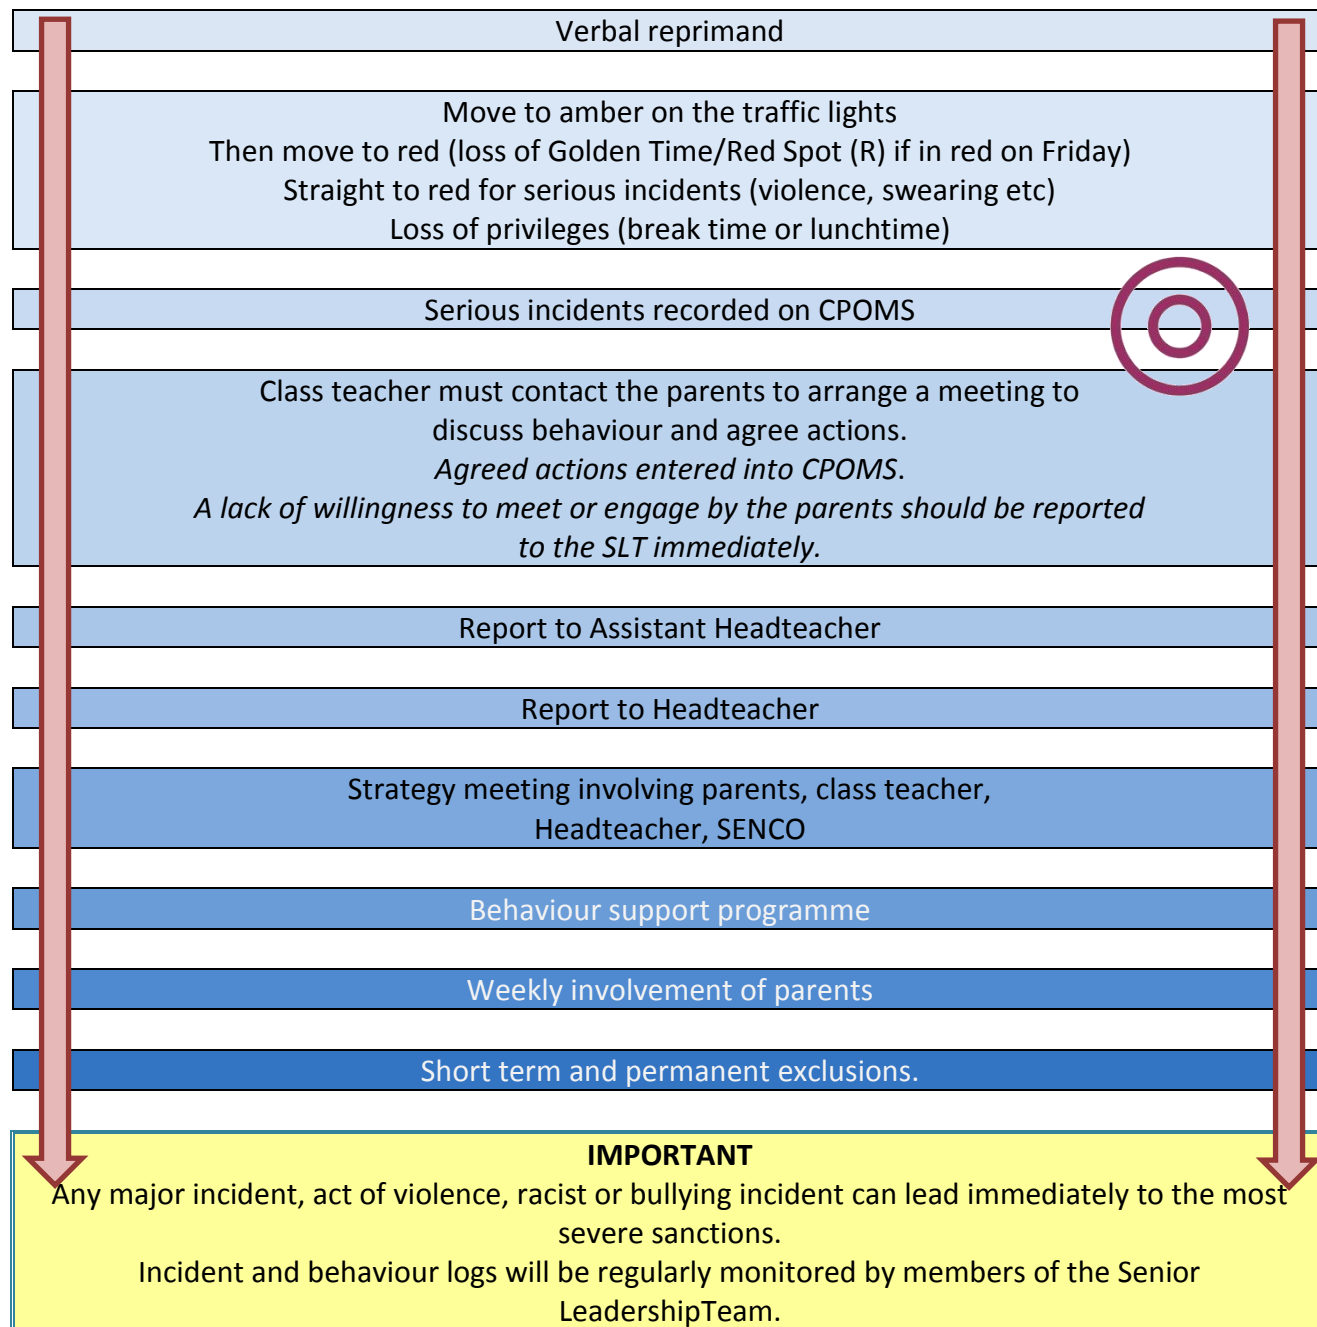 Verbal reprimand
Move to amber on the traffic lights
Then move to red (loss of Golden Time/Red Spot (R) if in red on Friday)
Straight to red for serious incidents (violence, swearing etc)
Loss of privileges (break time or lunchtime)
Serious incidents recorded on CPOMS
Class teacher must contact the parents to arrange a meeting to
discuss behaviour and agree actions.
Agreed actions entered into CPOMS.
A lack of willingness to meet or engage by the parents should be reported
to the SLT immediately.
Report to Assistant Headteacher
Report to Headteacher
Strategy meeting involving parents, class teacher,
Headteacher, SENCO
Behaviour support programme
Weekly involvement of parents
Short term and permanent exclusions.
IMPORTANT
Any major incident, act of violence, racist or bullying incident can lead immediately to the most
severe sanctions.
Incident and behaviour logs will be regularly monitored by members of the Senior
LeadershipTeam.